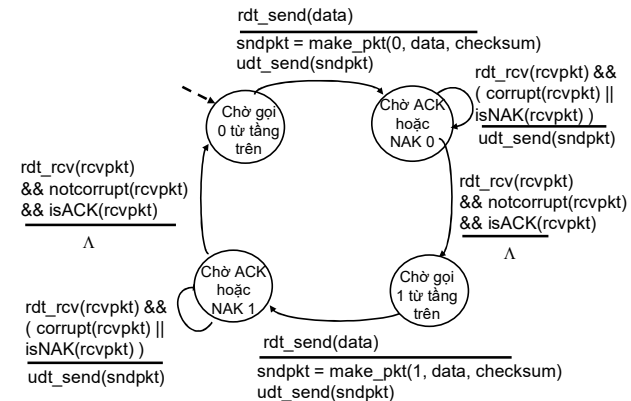 rdt_send(data)
sndpkt = make_pkt(0, data, checksum)
udt_send(sndpkt)
Chờ gọi
0 từ tầng
trên
Chờ ACK
hoặc
NAK 0
rdt_rcv(rcvpkt) &&
( corrupt(rcvpkt) ||
isNAK(rcvpkt) )
udt_send(sndpkt)
rdt_rcv(rcvpkt)
&& notcorrupt(rcvpkt)
&& isACK(rcvpkt)
Λ
rdt_rcv(rcvpkt)
&& notcorrupt(rcvpkt)
&& isACK(rcvpkt)
Λ
Chờ ACK
hoặc
NAK 1
Chờ gọi
1 từ tầng
trên
rdt_rcv(rcvpkt) &&
( corrupt(rcvpkt) ||
isNAK(rcvpkt) )
udt_send(sndpkt)
rdt_send(data)
sndpkt = make_pkt(1, data, checksum)
udt_send(sndpkt)